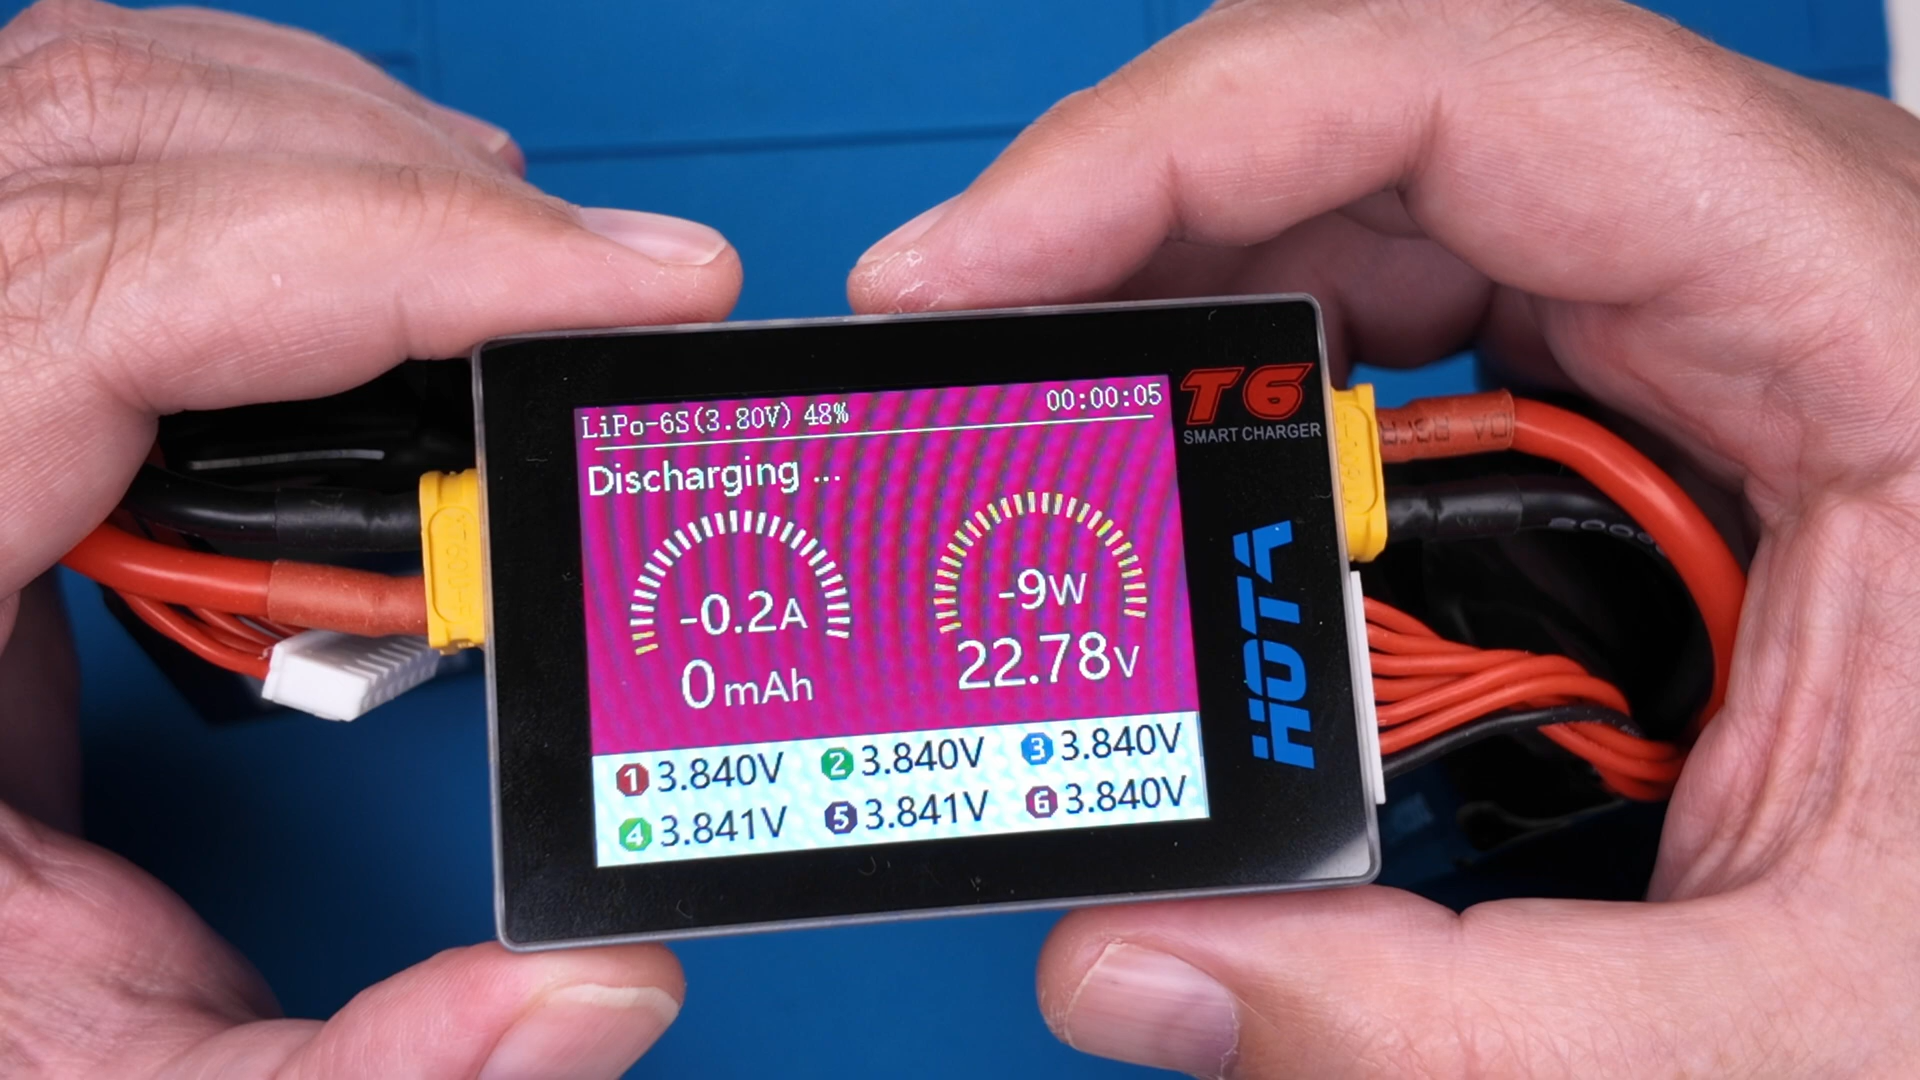 LiPo-6S(3.80V) 48% 00:00:05
Discharging ...
-0.2A
0mAh
-9W
22.78V
1 3.840V 2 3.840V 3 3.840V
4 3.841V 5 3.841V 6 3.840V
T6
SMART CHARGER
HOTA